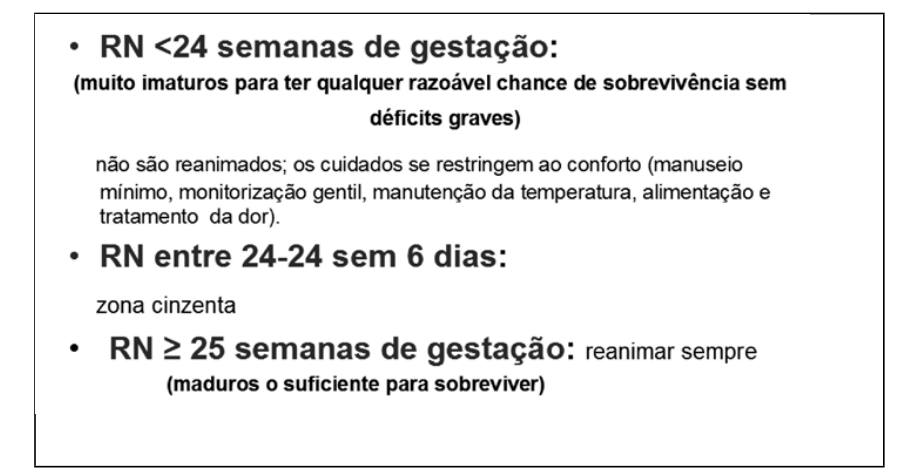 • RN <24 semanas de gestação:
(muito imaturos para ter qualquer razoável chance de sobrevivência sem
déficits graves)
não são reanimados; os cuidados se restringem ao conforto (manuseio
mínimo, monitorização gentil, manutenção da temperatura, alimentação e
tratamento da dor).
• RN entre 24-24 sem 6 dias:
zona cinzenta
• RN ≥ 25 semanas de gestação: reanimar sempre
(maduros o suficiente para sobreviver)